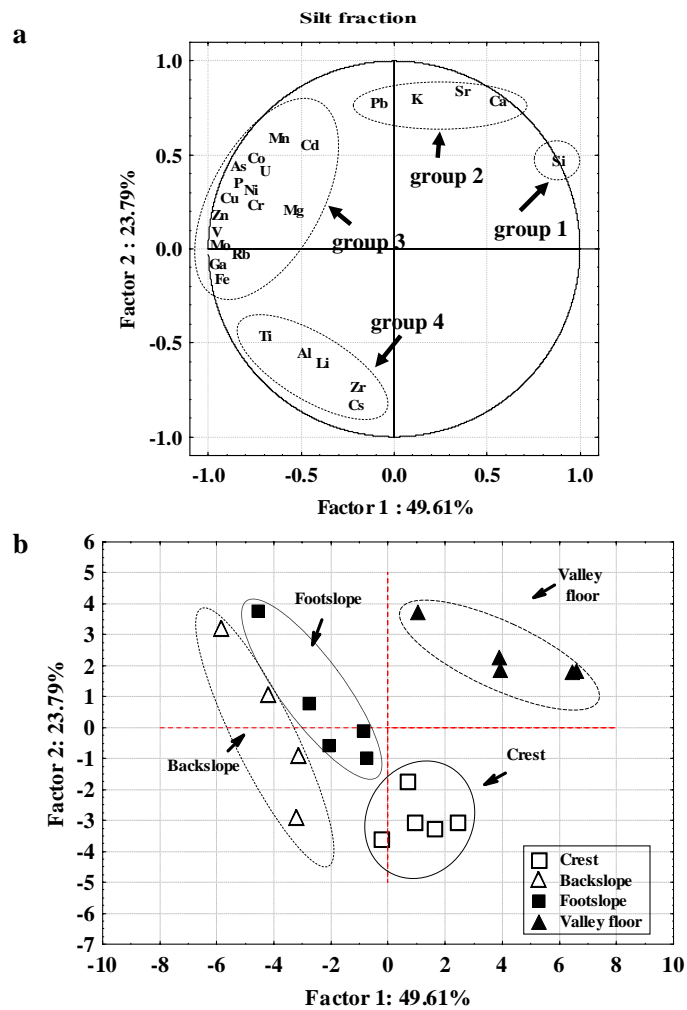 Silt fraction
a
1.0
0.5
0.0
-0.5
-1.0
Factor 2 : 23.79%
Pb K Sr Ca
Si
group 2
group 1
Mn Cd
Co
As U
P Ni
Cu Cr
Mg
Zn
V
Mo Rb
Ga
Fe
group 3
group 4
Ti
Al
Li
Zr
Cs
-1.0 -0.5 0.0 0.5 1.0
Factor 1 : 49.61%
b
6
5
4
3
2
1
0
-1
-2
-3
-4
-5
-6
-7
Factor 2: 23.79%
Valley
floor
Footslope
Backslope
Crest
Crest
Backslope
Footslope
Valley floor
-10 -8 -6 -4 -2 0 2 4 6 8 10
Factor 1: 49.61%